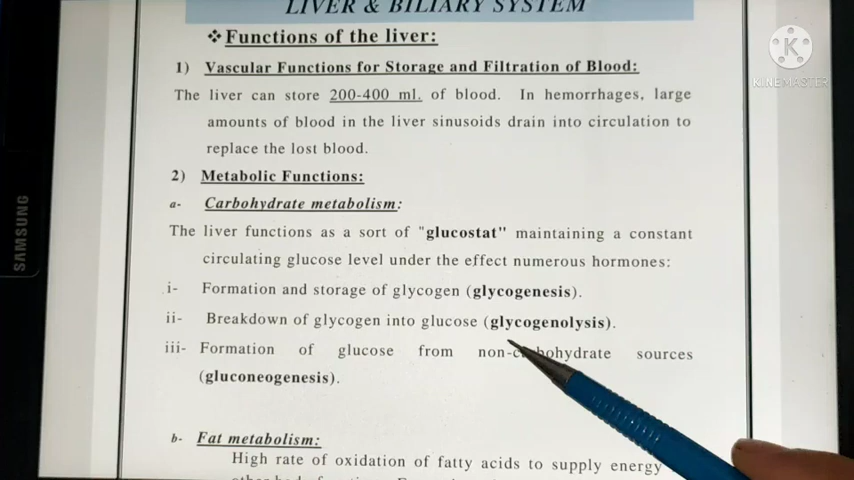 LIVER & BILIARY SYSTEM
❖ Functions of the liver:
1) Vascular Functions for Storage and Filtration of Blood:
The liver can store 200-400 ml. of blood. In hemorrhages, large
amounts of blood in the liver sinusoids drain into circulation to
replace the lost blood.
2) Metabolic Functions:
a- Carbohydrate metabolism:
The liver functions as a sort of "glucostat" maintaining a constant
circulating glucose level under the effect numerous hormones:
i- Formation and storage of glycogen (glycogenesis).
ii- Breakdown of glycogen into glucose (glycogenolysis).
iii- Formation of glucose from non-carbohydrate sources
(gluconeogenesis).
b- Fat metabolism:
High rate of oxidation of fatty acids to supply energy
SAMSUNG
K
KINEMASTER